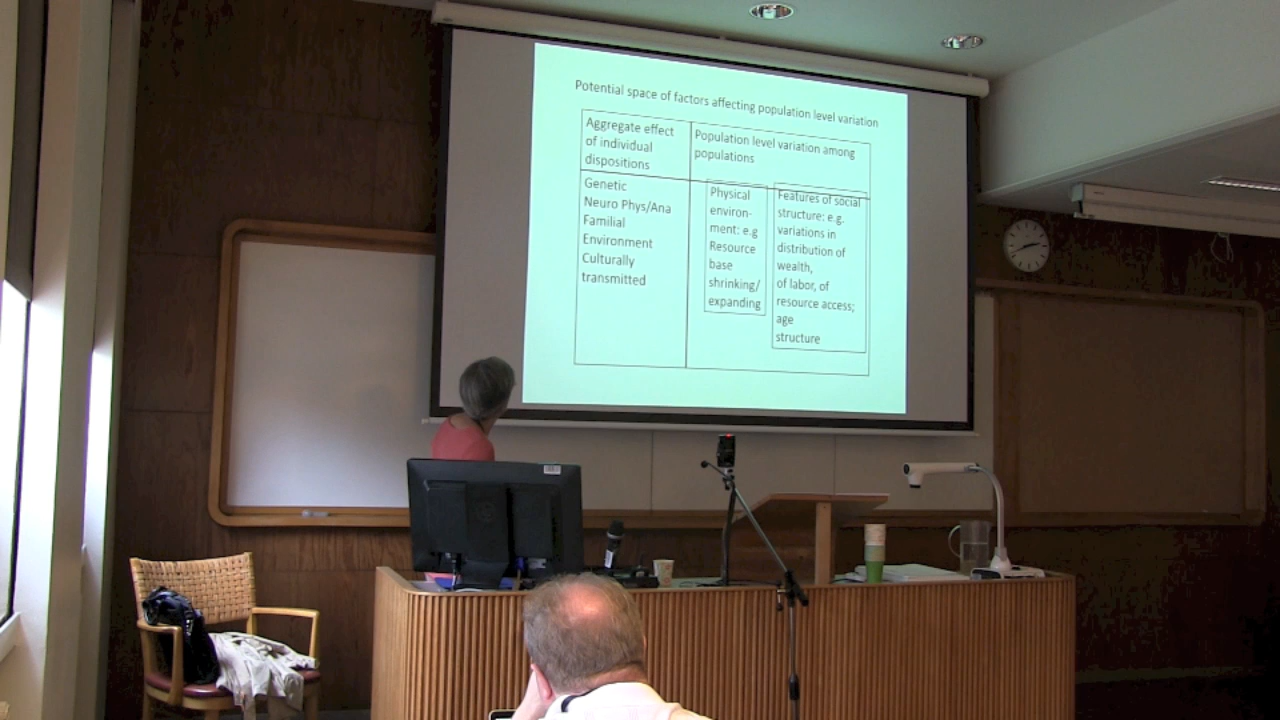 Potential space of factors affecting population level variation
Aggregate effect
of individual
dispositions
Population level variation among
populations
Genetic
Neuro Phys/Ana
Familial
Environment
Culturally
transmitted
Physical
environ-
ment: e.g
Resource
base
shrinking/
expanding
Features of social
structure: e.g.
variations in
distribution of
wealth,
of labor, of
resource access;
age
structure